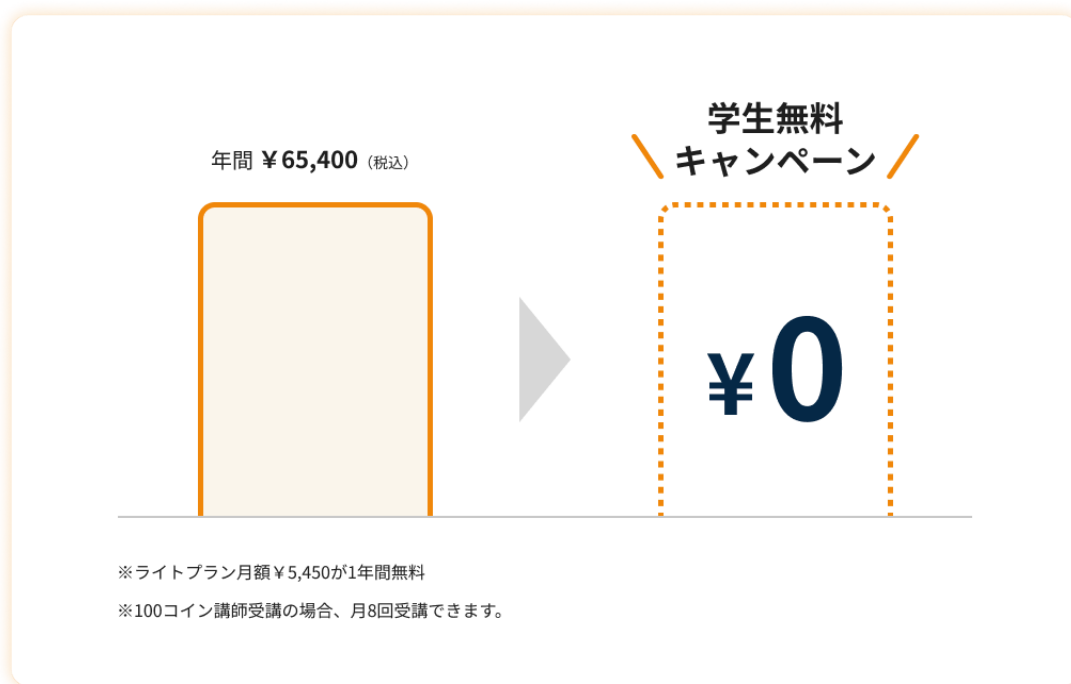 年間 ¥65,400（税込）
学生無料
キャンペーン
¥0
※ライトプラン月額¥5,450が1年間無料
※100コイン講師受講の場合、月8回受講できます。